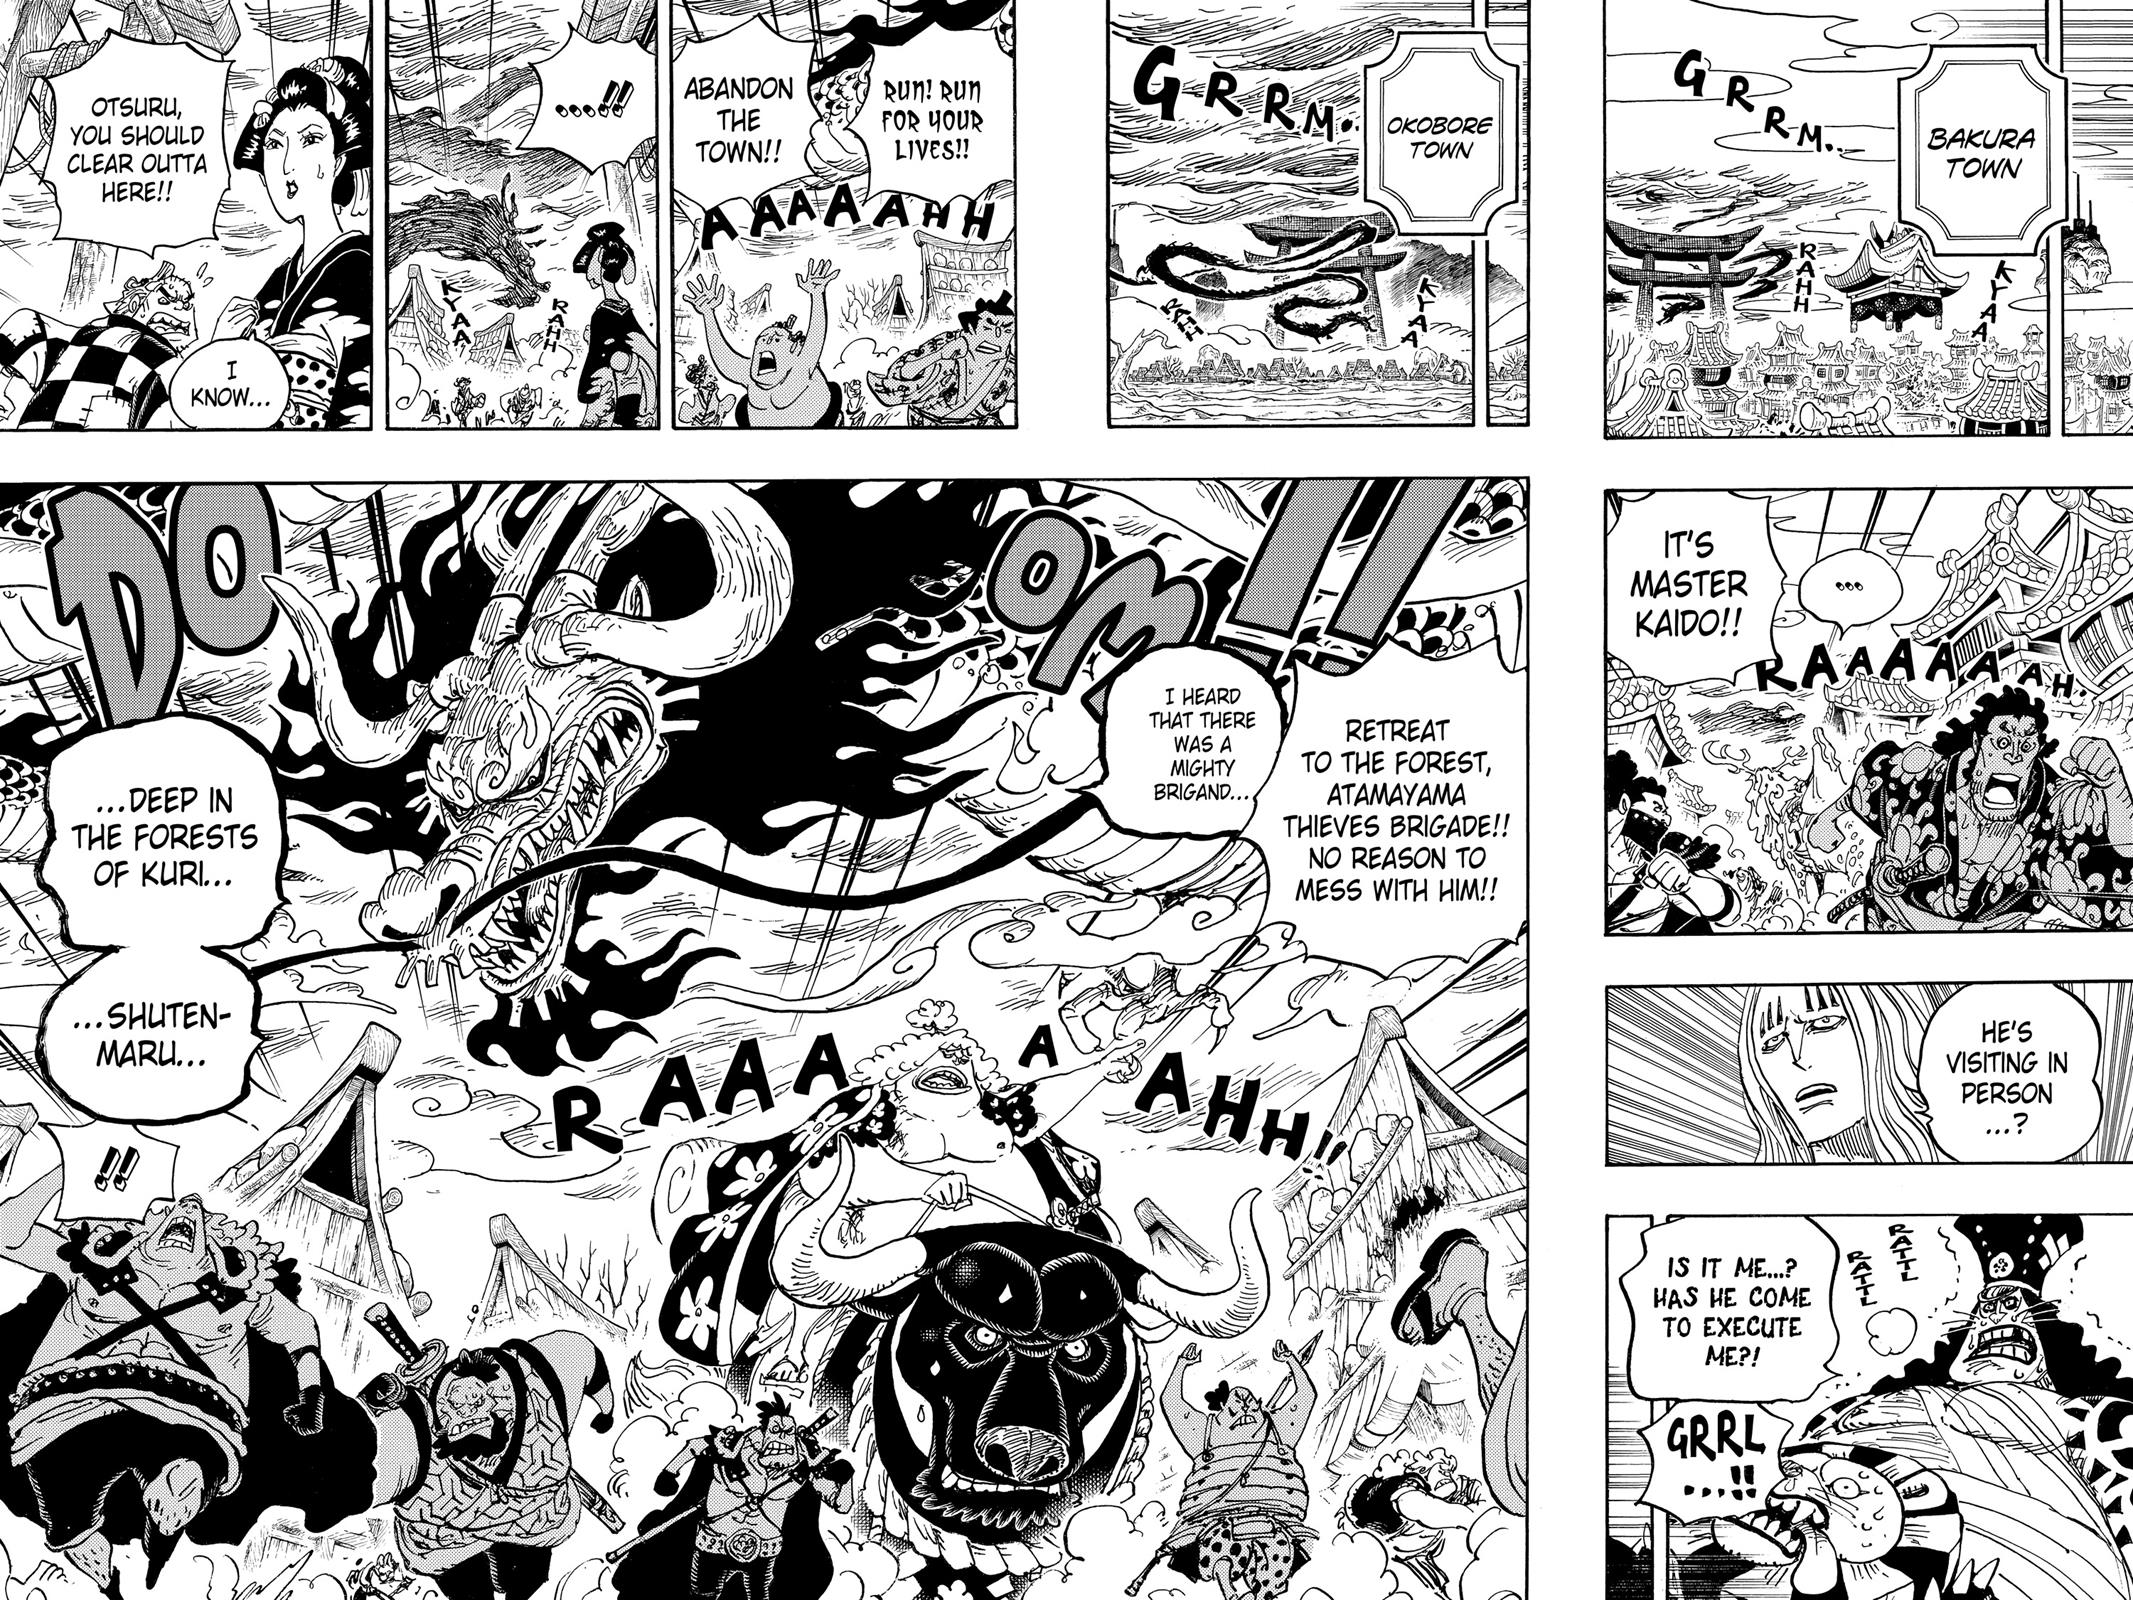 GRRM..
BAKURA
TOWN
RAHH
KYAA
IT'S
MASTER
KAIDO!!
...
RAAAAAAH.
HE'S
VISITING IN
PERSON
...?
RATTL
RATTL
IS IT ME...?
HAS HE COME
TO EXECUTE
ME?!
GRRL
...!!
OKOBORE
TOWN
GRRM..
KYAA
RAHH
RUN! RUN
FOR YOUR
LIVES!!
ABANDON
THE
TOWN!!
AAAAAHH
...!!
RAHH
KYAA
OTSURU,
YOU SHOULD
CLEAR OUTTA
HERE!!
I
KNOW...
DOOM!!
RETREAT
TO THE FOREST,
ATAMAYAMA
THIEVES BRIGADE!!
NO REASON TO
MESS WITH HIM!!
I HEARD
THAT THERE
WAS A
MIGHTY
BRIGAND...
...DEEP IN
THE FORESTS
OF KURI...
...SHUTEN-
MARU...
RAAAAAHH!!
!!